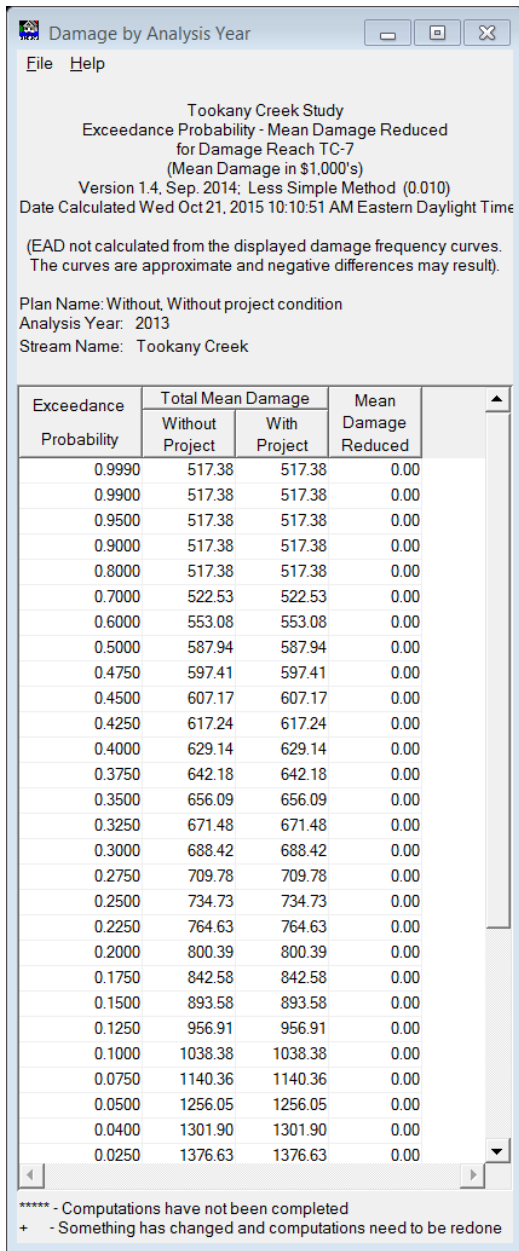 Damage by Analysis Year
File Help
Tookany Creek Study
Exceedance Probability - Mean Damage Reduced
for Damage Reach TC-7
(Mean Damage in $1,000's)
Version 1.4, Sep. 2014; Less Simple Method (0.010)
Date Calculated Wed Oct 21, 2015 10:10:51 AM Eastern Daylight Time
(EAD not calculated from the displayed damage frequency curves.
The curves are approximate and negative differences may result).
Plan Name: Without, Without project condition
Analysis Year: 2013
Stream Name: Tookany Creek
Exceedance Total Mean Damage Mean
Probability Without With Damage
Project Project Reduced
0.9990 517.38 517.38 0.00
0.9900 517.38 517.38 0.00
0.9500 517.38 517.38 0.00
0.9000 517.38 517.38 0.00
0.8000 517.38 517.38 0.00
0.7000 522.53 522.53 0.00
0.6000 553.08 553.08 0.00
0.5000 587.94 587.94 0.00
0.4750 597.41 597.41 0.00
0.4500 607.17 607.17 0.00
0.4250 617.24 617.24 0.00
0.4000 629.14 629.14 0.00
0.3750 642.18 642.18 0.00
0.3500 656.09 656.09 0.00
0.3250 671.48 671.48 0.00
0.3000 688.42 688.42 0.00
0.2750 709.78 709.78 0.00
0.2500 734.73 734.73 0.00
0.2250 764.63 764.63 0.00
0.2000 800.39 800.39 0.00
0.1750 842.58 842.58 0.00
0.1500 893.58 893.58 0.00
0.1250 956.91 956.91 0.00
0.1000 1038.38 1038.38 0.00
0.0750 1140.36 1140.36 0.00
0.0500 1256.05 1256.05 0.00
0.0400 1301.90 1301.90 0.00
0.0250 1376.63 1376.63 0.00
***** - Computations have not been completed
+ - Something has changed and computations need to be redone